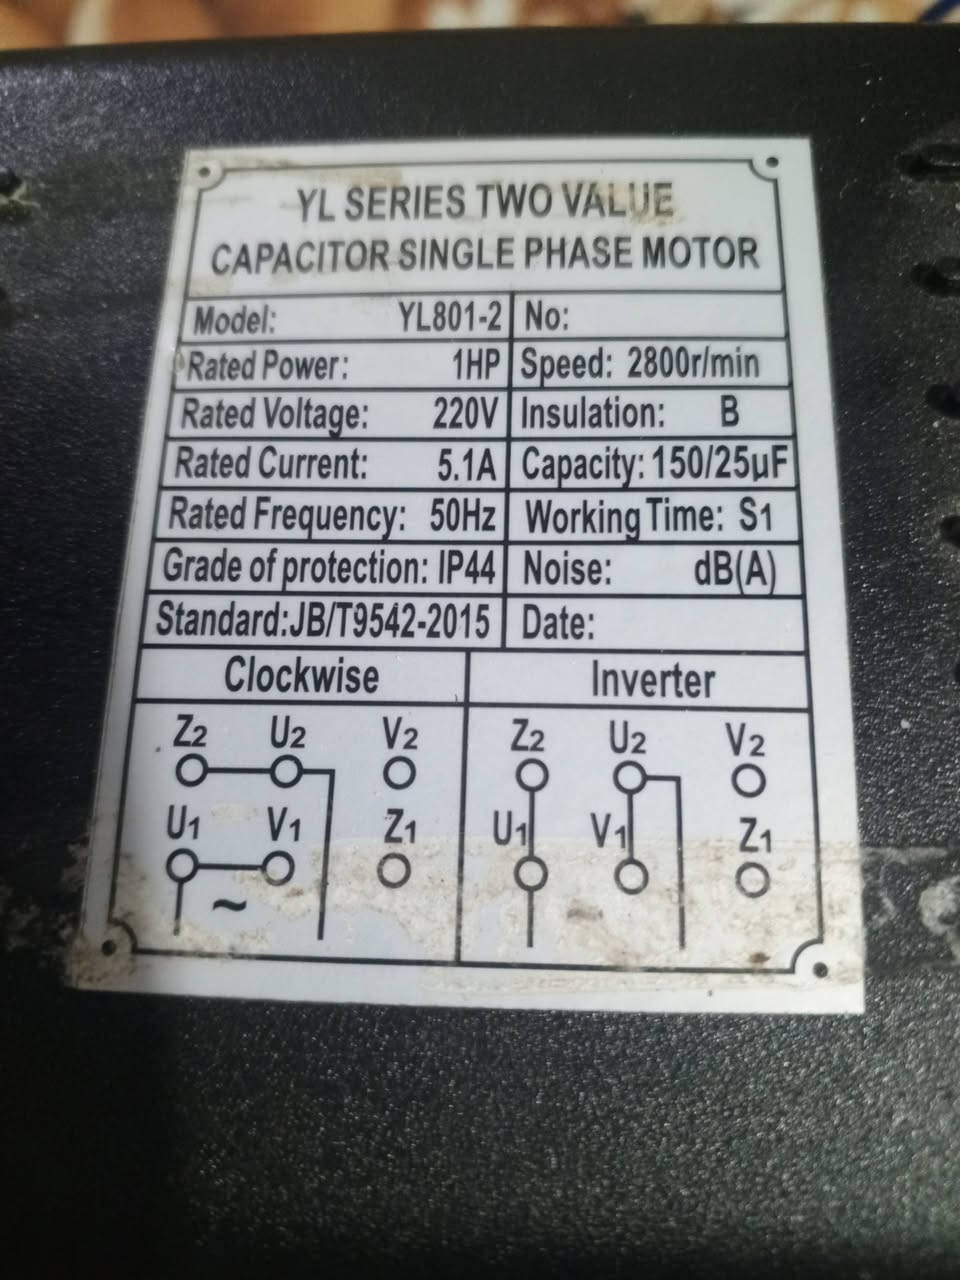 YL SERIES TWO VALUE
CAPACITOR SINGLE PHASE MOTOR
Model: YL801-2 No:
Rated Power: 1HP Speed: 2800r/min
Rated Voltage: 220V Insulation: B
Rated Current: 5.1A Capacity: 150/25µF
Rated Frequency: 50Hz Working Time: S1
Grade of protection: IP44 Noise: dB(A)
Standard:JB/T9542-2015 Date:
Clockwise Inverter
Z2 U2 V2 Z2 U2 V2
U1 V1 Z1 U1 V1 Z1
~